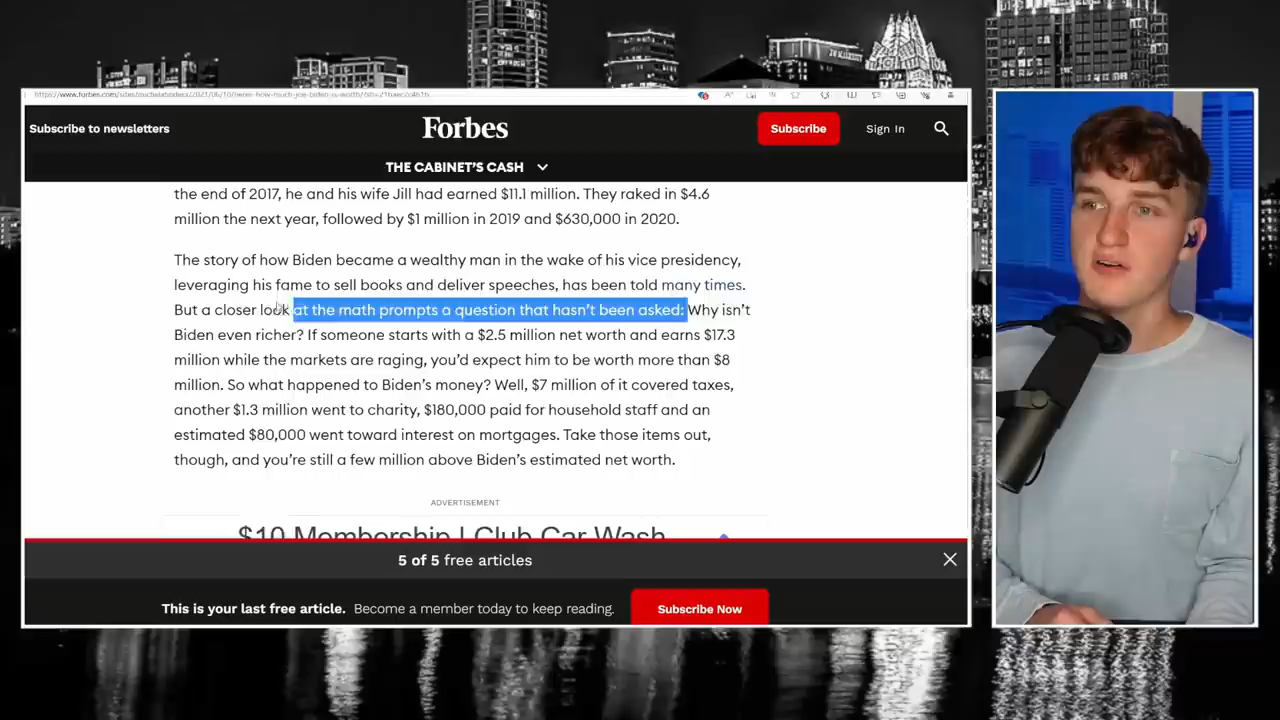 Subscribe to newsletters
Forbes
Subscribe
Sign In
THE CABINET'S CASH
the end of 2017, he and his wife Jill had earned $11.1 million. They raked in $4.6
million the next year, followed by $1 million in 2019 and $630,000 in 2020.
The story of how Biden became a wealthy man in the wake of his vice presidency,
leveraging his fame to sell books and deliver speeches, has been told many times.
But a closer look at the math prompts a question that hasn't been asked: Why isn't
Biden even richer? If someone starts with a $2.5 million net worth and earns $17.3
million while the markets are raging, you'd expect him to be worth more than $8
million. So what happened to Biden's money? Well, $7 million of it covered taxes,
another $1.3 million went to charity, $180,000 paid for household staff and an
estimated $80,000 went toward interest on mortgages. Take those items out,
though, and you're still a few million above Biden's estimated net worth.
ADVERTISEMENT
$10 Membership | Club Car Wash
5 of 5 free articles
This is your last free article. Become a member today to keep reading.
Subscribe Now